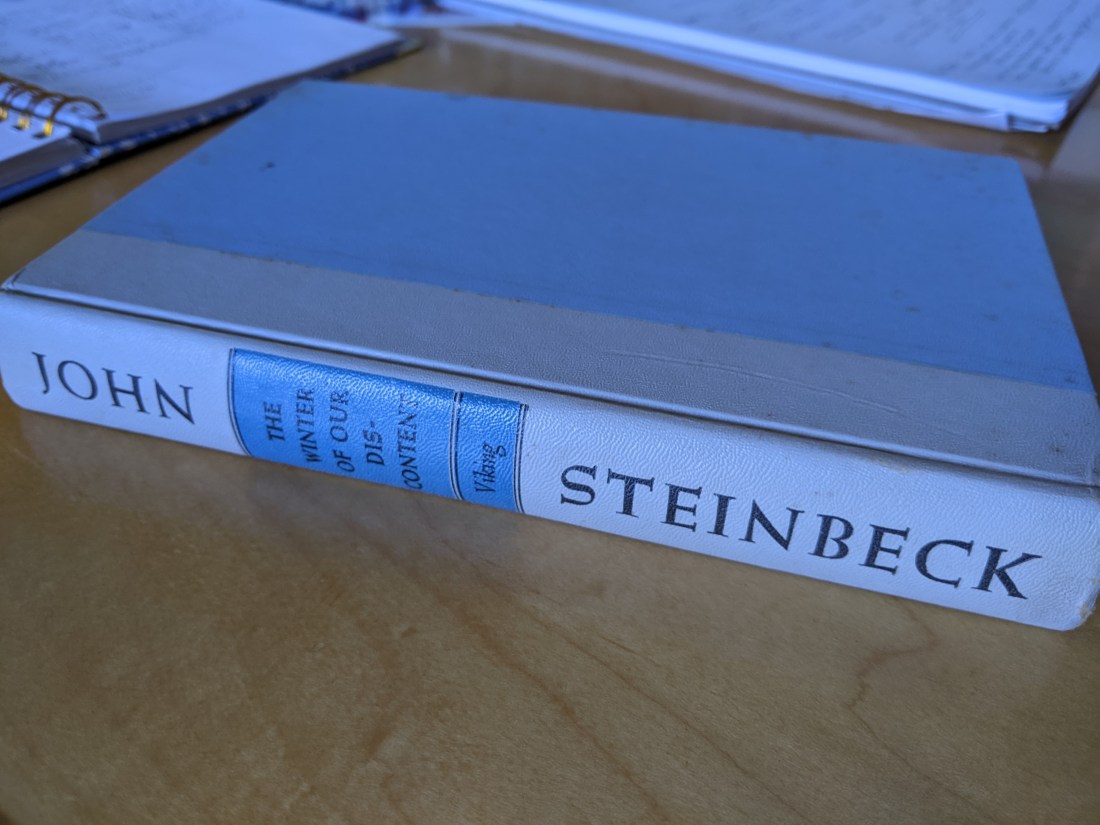 JOHN
THE
WINTER
OF OUR
DIS-
CONTENT
Viking
STEINBECK